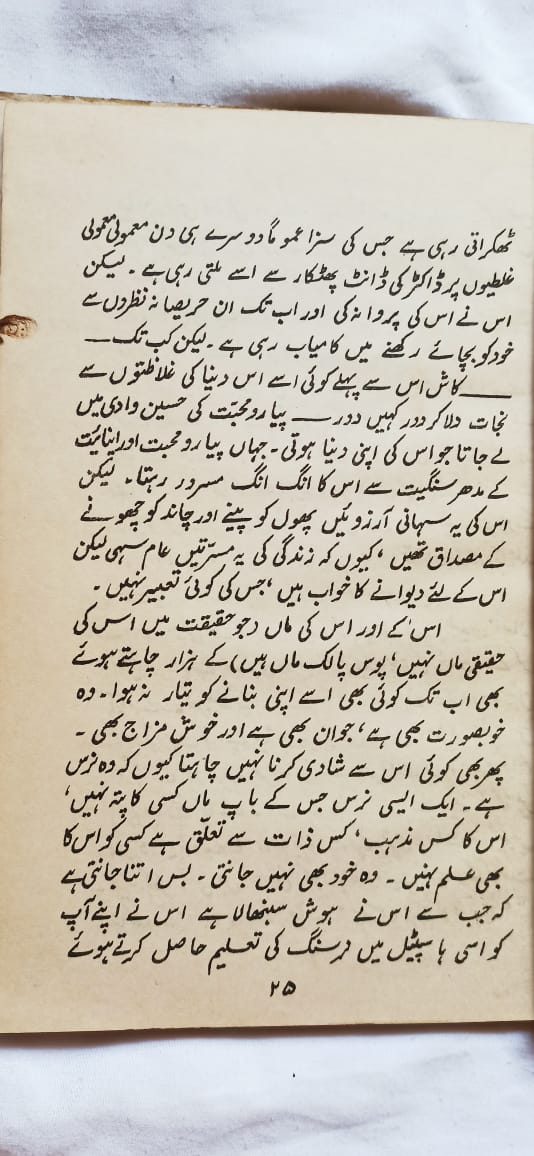 ٹھکراتی رہی ہے جس کی سزا عموماً دوسرے ہی دن معمولی معمولی
غلطیوں پر ڈاکٹر کی ڈانٹ پھٹکار سے اسے ملتی رہی ہے۔ لیکن
اس نے اس کی پروا نہ کی اور اب تک ان حریصانہ نظروں سے
خود کو بچائے رکھنے میں کامیاب رہی ہے۔ لیکن کب تک ــــ
ــــ کاش اس سے پہلے کوئی اسے اس دنیا کی غلاظتوں سے
نجات دلا کر دور کہیں دور ــــ پیار و محبّت کی حسین وادی میں
لے جاتا جو اس کی اپنی دنیا ہوتی۔ جہاں پیار و محبت اور اپنائیت
کے مدھر سنگیت سے اس کا انگ انگ مسرور رہتا۔ لیکن
اس کی یہ سہانی آرزوئیں پھول کو پینے اور چاند کو چھونے
کے مصداق تھیں، کیوں کہ زندگی کی یہ مسرّتیں عام سہی لیکن
اس کے لئے دیوانے کا خواب ہیں، جس کی کوئی تعبیر نہیں۔
اس کے اور اس کی ماں (جو حقیقت میں اس کی
حقیقی ماں نہیں، پوس پالک ماں ہیں) کے ہزار چاہتے ہوئے
بھی اب تک کوئی بھی اسے اپنی بنانے کو تیار نہ ہوا۔ وہ
خوبصورت بھی ہے، جوان بھی ہے اور خوش مزاج بھی۔
پھر بھی کوئی اس سے شادی کرنا نہیں چاہتا کیوں کہ وہ نرس
ہے۔ ایک ایسی نرس جس کے باپ ماں کسی کا پتہ نہیں،
اس کا کس مذہب، کس ذات سے تعلّق ہے کسی کو اس کا
بھی علم نہیں۔ وہ خود بھی نہیں جانتی۔ بس اتنا جانتی ہے
کہ جب سے اس نے ہوش سنبھالا ہے اس نے اپنے آپ
کو اسی ہاسپٹیل میں نرسنگ کی تعلیم حاصل کرتے ہوئے
۲۵